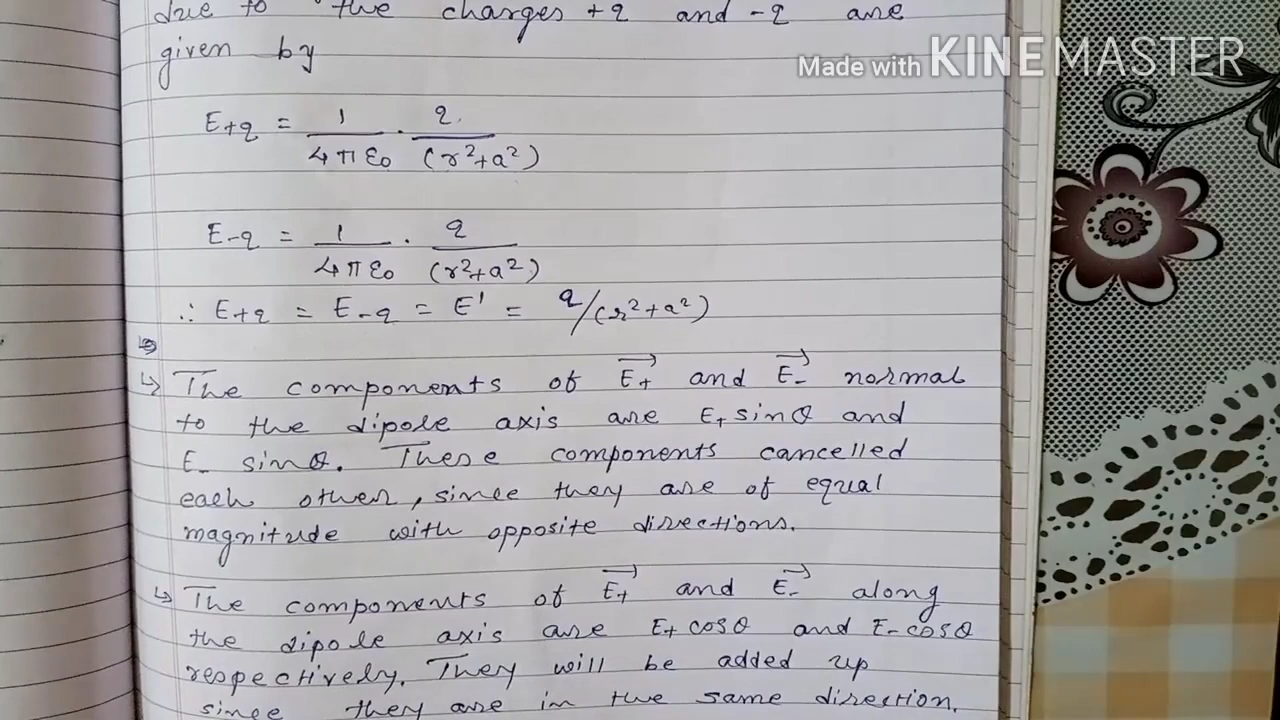 due to the charges +q and -q are
given by
Made with KINEMASTER
E+q = 1/4πε0 . q/(r²+a²)
E-q = 1/4πε0 . q/(r²+a²)
∴ E+q = E-q = E' = q/(r²+a²)
↳ The components of E₊→ and E₋→ normal
to the dipole axis are E₊ sinθ and
E₋ sinθ. These components cancelled
each other, since they are of equal
magnitude with opposite directions.
↳ The components of E₊→ and E₋→ along
the dipole axis are E₊ cosθ and E₋ cosθ
respectively. They will be added up
since they are in the same direction.